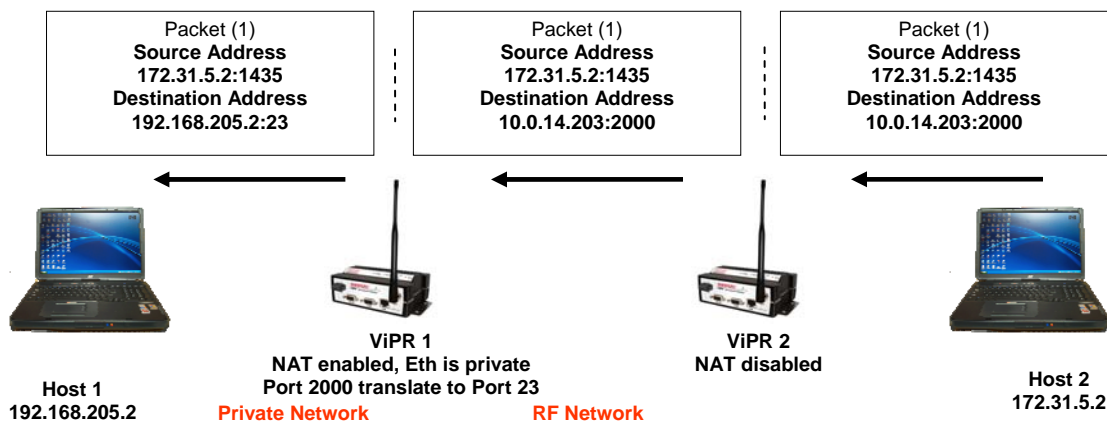 Packet (1)
Source Address
172.31.5.2:1435
Destination Address
192.168.205.2:23
Packet (1)
Source Address
172.31.5.2:1435
Destination Address
10.0.14.203:2000
Packet (1)
Source Address
172.31.5.2:1435
Destination Address
10.0.14.203:2000
Host 1
192.168.205.2
ViPR 1
NAT enabled, Eth is private
Port 2000 translate to Port 23
Private Network
RF Network
ViPR 2
NAT disabled
Host 2
172.31.5.2